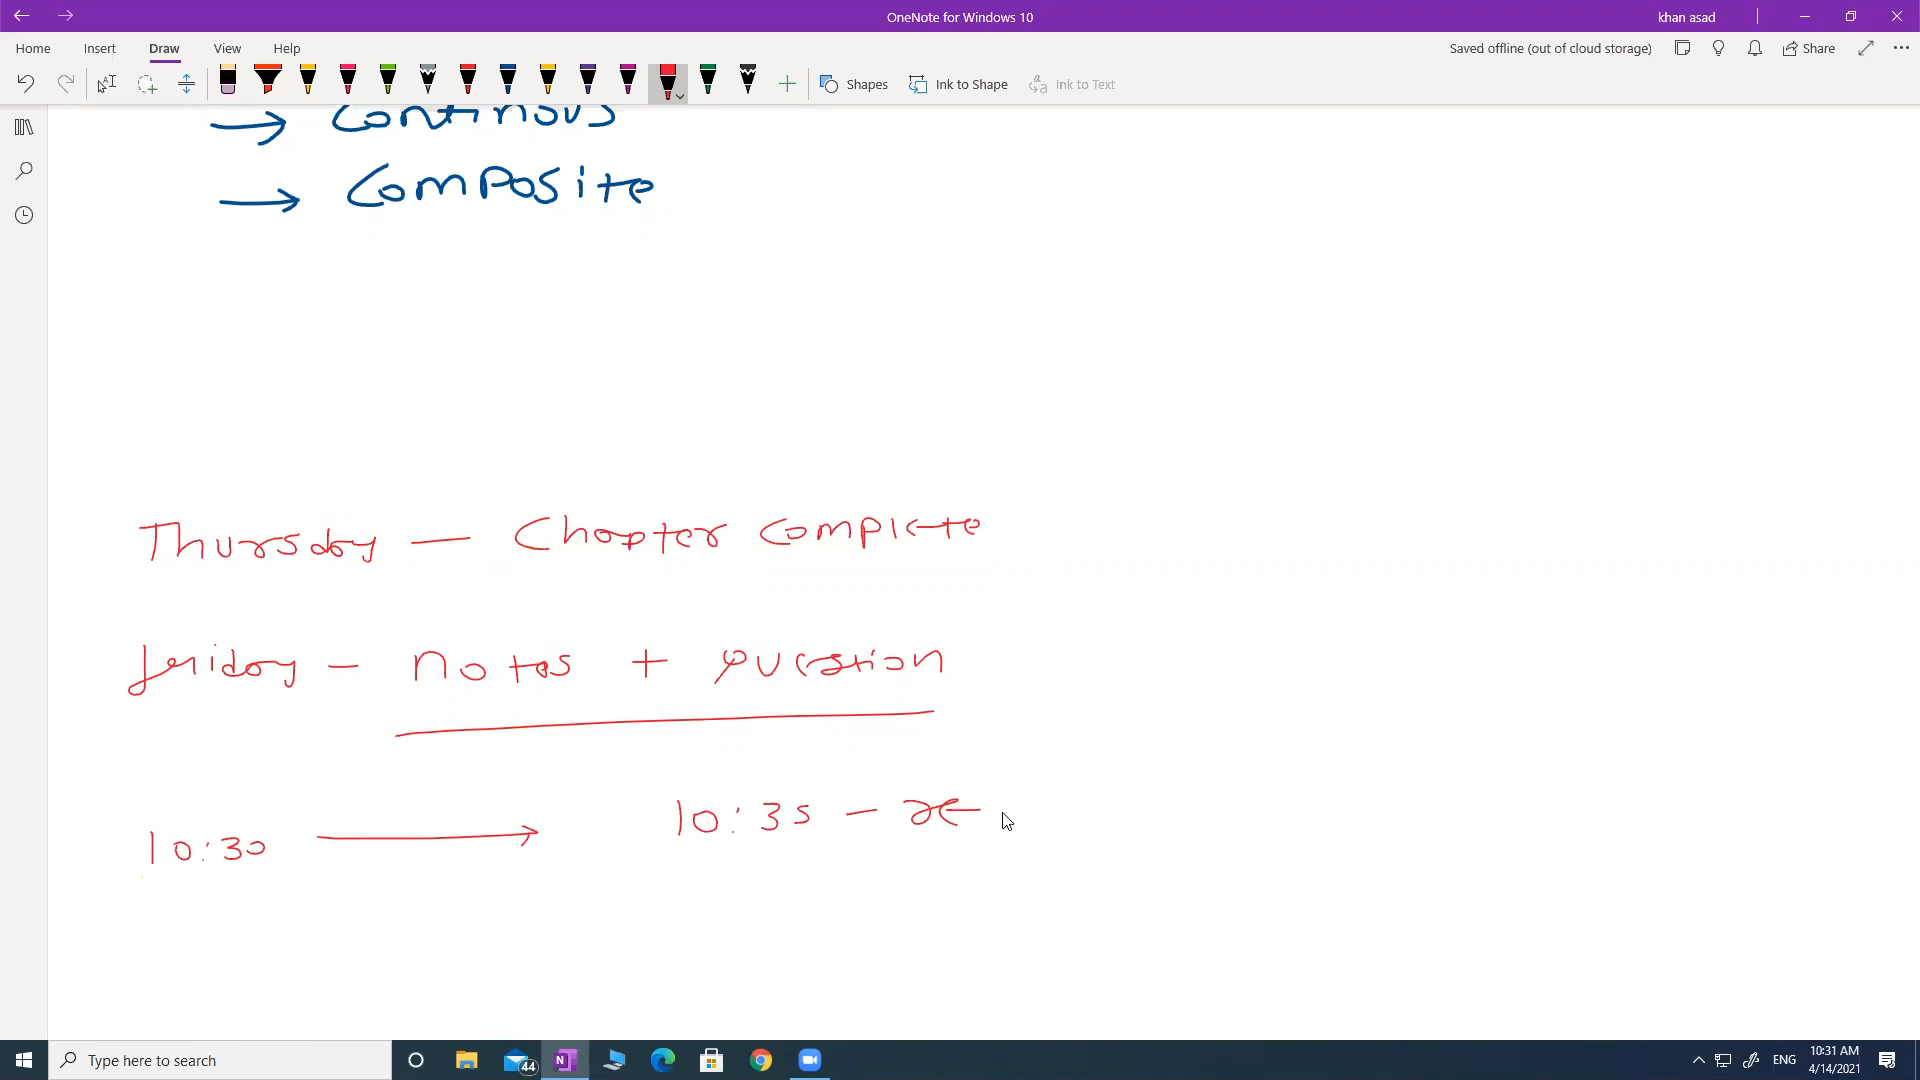 OneNote for Windows 10
khan asad
Home Insert Draw View Help
Saved offline (out of cloud storage)
Share
Shapes
Ink to Shape
Ink to Text
→ Continous
→ Composite
Thursday — Chapter complete
friday - notes + question
10:30 → 10:35 -
Type here to search
44
ENG
10:31 AM
4/14/2021